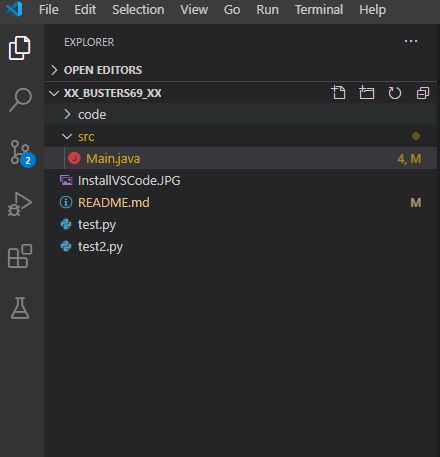 File Edit Selection View Go Run Terminal Help
EXPLORER
OPEN EDITORS
XX_BUSTERS69_XX
code
src
Main.java 4, M
InstallVSCode.JPG
README.md M
test.py
test2.py
2